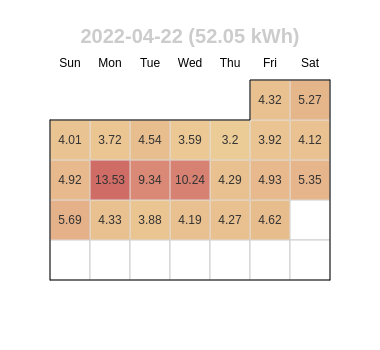 2022-04-22 (52.05 kWh)
Sun Mon Tue Wed Thu Fri Sat
4.32 5.27
4.01 3.72 4.54 3.59 3.2 3.92 4.12
4.92 13.53 9.34 10.24 4.29 4.93 5.35
5.69 4.33 3.88 4.19 4.27 4.62